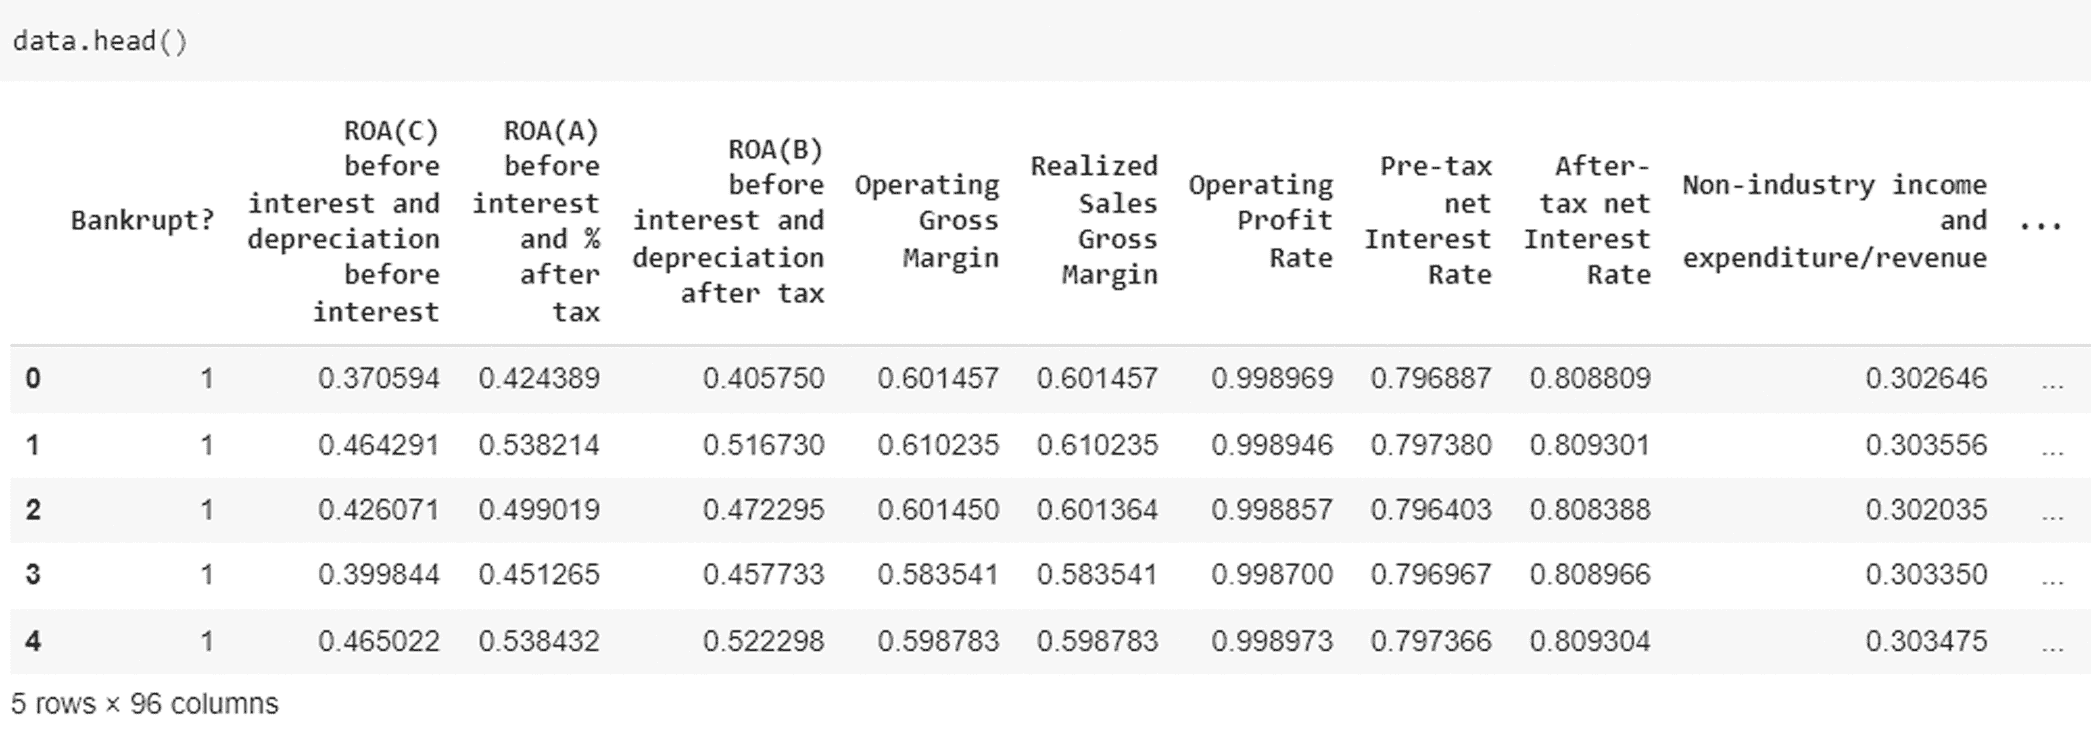 data.head()
Bankrupt? ROA(C) before interest and depreciation before interest ROA(A) before interest and % after tax ROA(B) before interest and depreciation after tax Operating Gross Margin Realized Sales Gross Margin Operating Profit Rate Pre-tax net Interest Rate After-tax net Interest Rate Non-industry income and expenditure/revenue ...
0 1 0.370594 0.424389 0.405750 0.601457 0.601457 0.998969 0.796887 0.808809 0.302646 ...
1 1 0.464291 0.538214 0.516730 0.610235 0.610235 0.998946 0.797380 0.809301 0.303556 ...
2 1 0.426071 0.499019 0.472295 0.601450 0.601364 0.998857 0.796403 0.808388 0.302035 ...
3 1 0.399844 0.451265 0.457733 0.583541 0.583541 0.998700 0.796967 0.808966 0.303350 ...
4 1 0.465022 0.538432 0.522298 0.598783 0.598783 0.998973 0.797366 0.809304 0.303475 ...
5 rows × 96 columns